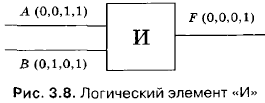 A (0,0,1,1)
F (0,0,0,1)
И
B (0,1,0,1)
Рис. 3.8. Логический элемент «И»